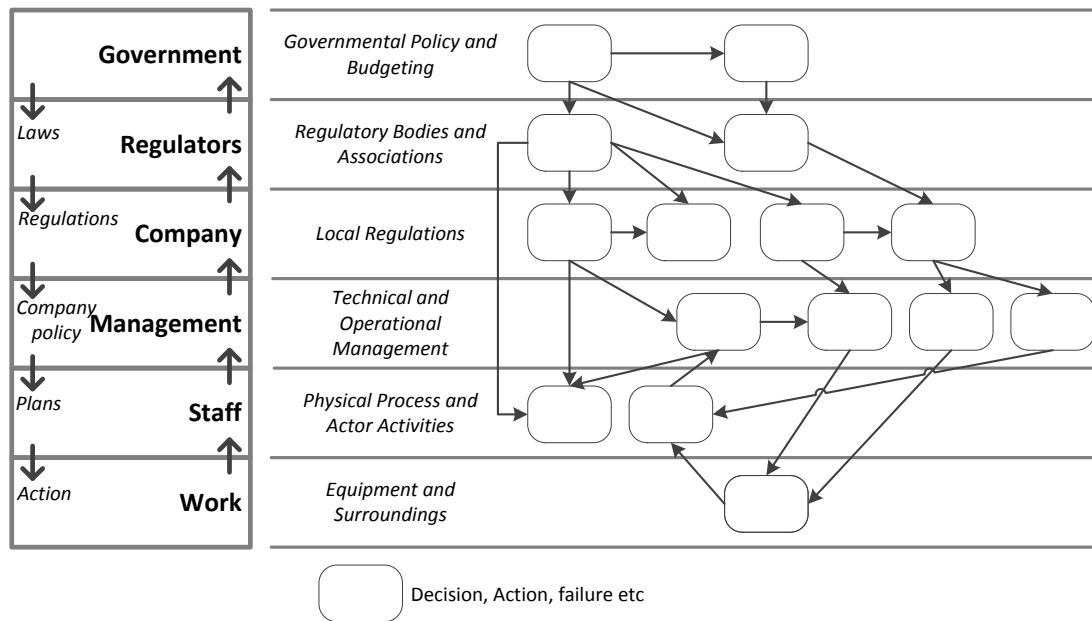 Government
Laws
Regulators
Regulations
Company
Company
policy
Management
Plans
Staff
Action
Work
Governmental Policy and
Budgeting
Regulatory Bodies and
Associations
Local Regulations
Technical and
Operational
Management
Physical Process and
Actor Activities
Equipment and
Surroundings
Decision, Action, failure etc